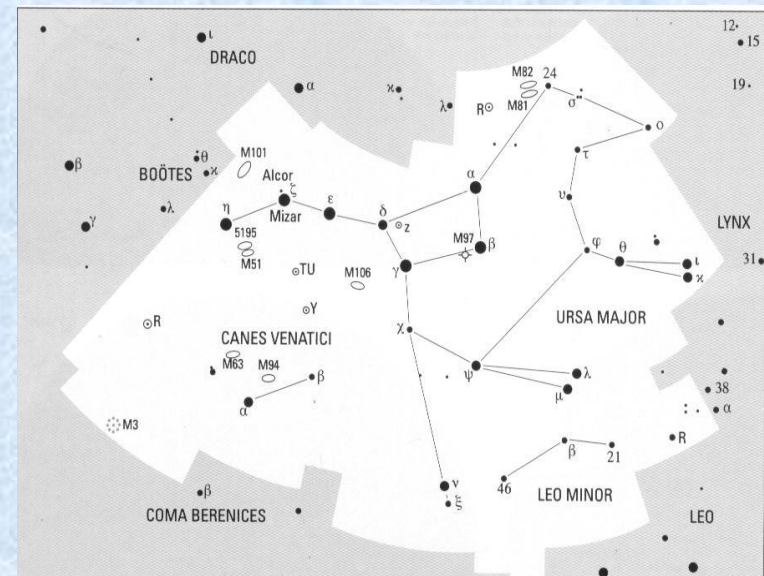 12
15
ι
DRACO
19
M82
24
M81
α
ϰ
λ
R
σ
ο
τ
θ
β
BOÖTES
ϰ
M101
Alcor
ζ
α
υ
λ
ε
Mizar
η
δ
z
γ
LYNX
5195
M51
M97
β
φ
θ
ι
31
γ
ϰ
TU
M106
Y
R
URSA MAJOR
χ
CANES VENATICI
M63
M94
β
ψ
λ
μ
38
α
α
M3
R
β
21
46
ν
ξ
LEO MINOR
β
COMA BERENICES
LEO